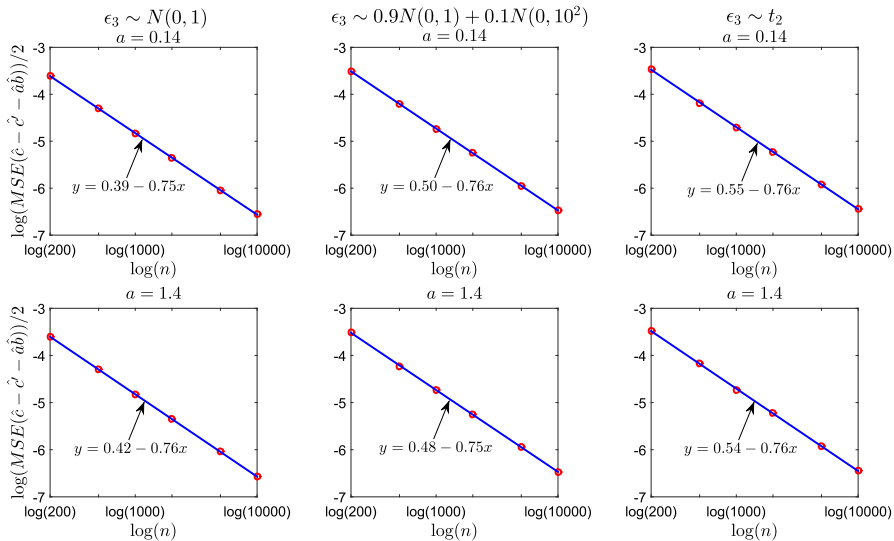 ϵ₃ ∼ N(0, 1)
a = 0.14
log(MSE(ĉ − ĉ′ − âb̂))/2
-3
-4
-5
-6
-7
y = 0.39 − 0.75x
log(200) log(1000) log(10000)
log(n)
ϵ₃ ∼ 0.9N(0, 1) + 0.1N(0, 10²)
a = 0.14
-3
-4
-5
-6
-7
y = 0.50 − 0.76x
log(200) log(1000) log(10000)
log(n)
ϵ₃ ∼ t₂
a = 0.14
-3
-4
-5
-6
-7
y = 0.55 − 0.76x
log(200) log(1000) log(10000)
log(n)
a = 1.4
log(MSE(ĉ − ĉ′ − âb̂))/2
-3
-4
-5
-6
-7
y = 0.42 − 0.76x
log(200) log(1000) log(10000)
log(n)
a = 1.4
-3
-4
-5
-6
-7
y = 0.48 − 0.75x
log(200) log(1000) log(10000)
log(n)
a = 1.4
-3
-4
-5
-6
-7
y = 0.54 − 0.76x
log(200) log(1000) log(10000)
log(n)